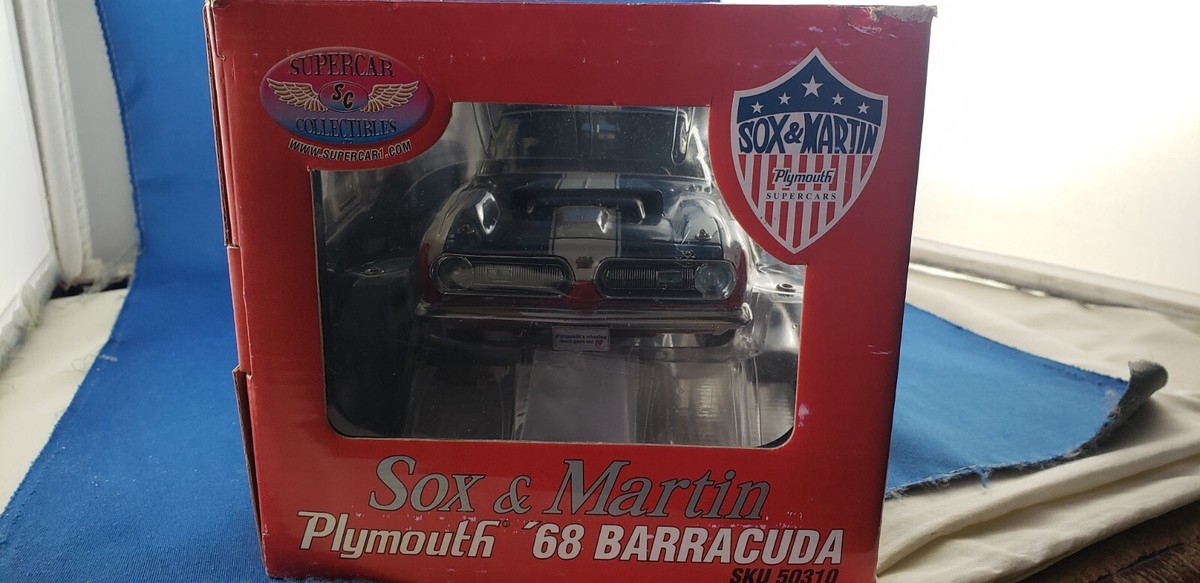 SUPERCAR
SC
COLLECTIBLES
WWW.SUPERCAR1.COM
SOX & MARTIN
Plymouth
SUPERCARS
Sox & Martin
Plymouth® '68 BARRACUDA
SKU 50310